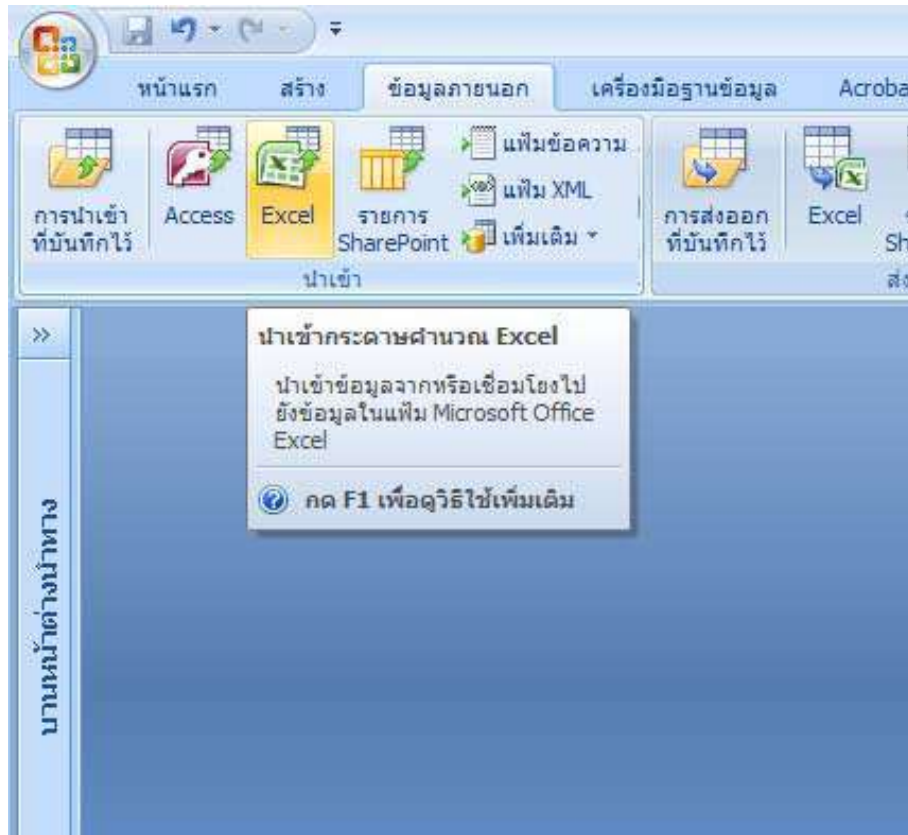 หน้าแรก สร้าง ข้อมูลภายนอก เครื่องมือฐานข้อมูล Acroba
การนำเข้า
ที่บันทึกไว้
Access
Excel
รายการ
SharePoint
แฟ้มข้อความ
แฟ้ม XML
เพิ่มเติม
นำเข้า
การส่งออก
ที่บันทึกไว้
Excel
Sh
ส่ง
นำเข้ากระดาษคำนวณ Excel
นำเข้าข้อมูลจากหรือเชื่อมโยงไป
ยังข้อมูลในแฟ้ม Microsoft Office
Excel
กด F1 เพื่อดูวิธีใช้เพิ่มเติม
บานหน้าต่างนำทาง